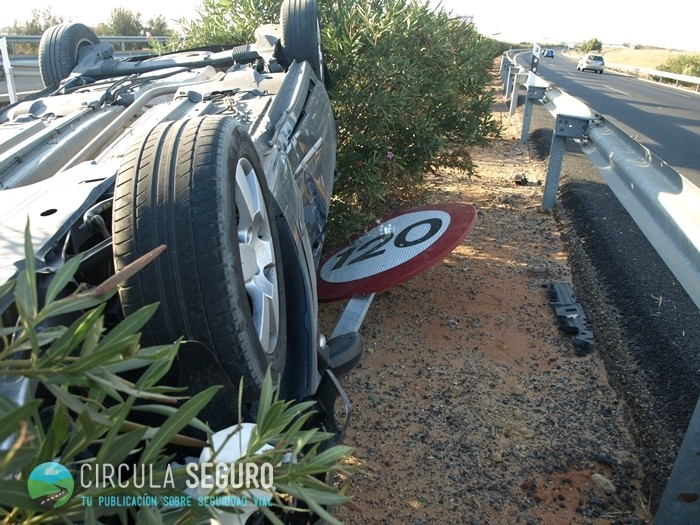 120
CIRCULA SEGURO
TU PUBLICACIÓN SOBRE SEGURIDAD VIAL